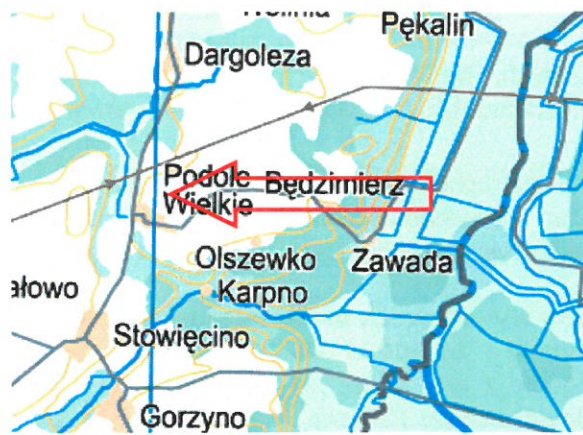 Pękalin
Dargoleza
Podole
Wielkie
Będzimierz
Olszewko
Zawada
Karpno
Stowięcino
Gorzyno